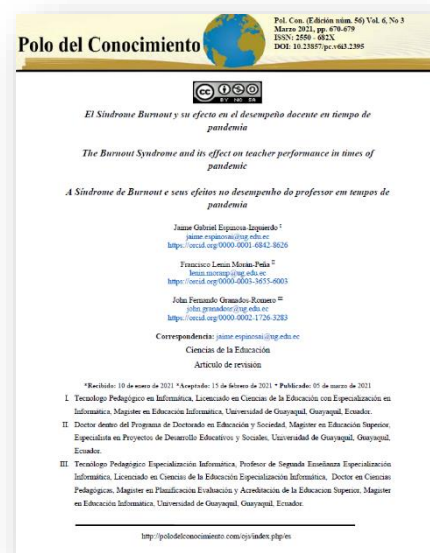 Polo del Conocimiento
Pol. Con. (Edición núm. 56) Vol. 6, No 3
Marzo 2021, pp. 670-679
ISSN: 2550 - 682X
DOI: 10.23857/pc.v6i3.2395
cc
BY NC ND
El Síndrome Burnout y su efecto en el desempeño docente en tiempo de
pandemia
The Burnout Syndrome and its effect on teacher performance in times of
pandemic
A Síndrome de Burnout e seus efeitos no desempenho do professor em tempos de
pandemia
Jaime Gabriel Espinosa-Izquierdo I
jaime.espinosai@ug.edu.ec
https://orcid.org/0000-0001-6842-8626
Francisco Lenin Morán-Peña II
lenin.moranp@ug.edu.ec
https://orcid.org/0000-0003-3655-6003
John Fernando Granados-Romero III
john.granadosr@ug.edu.ec
https://orcid.org/0000-0002-1726-3283
Correspondencia: jaime.espinosai@ug.edu.ec
Ciencias de la Educación
Artículo de revisión
*Recibido: 10 de enero de 2021 *Aceptado: 15 de febrero de 2021 * Publicado: 05 de marzo de 2021
I. Tecnólogo Pedagógico en Informática, Licenciado en Ciencias de la Educación con Especialización en
Informática, Magister en Educación Informática, Universidad de Guayaquil, Guayaquil, Ecuador.
II. Doctor dentro del Programa de Doctorado en Educación y Sociedad, Magister en Educación Superior,
Especialista en Proyectos de Desarrollo Educativos y Sociales, Universidad de Guayaquil, Guayaquil,
Ecuador.
III. Tecnólogo Pedagógico Especialización Informática, Profesor de Segunda Enseñanza Especialización
Informática, Licenciado en Ciencias de la Educación Especialización Informática, Doctor en Ciencias
Pedagógicas, Magister en Planificación Evaluación y Acreditación de la Educacion Superior, Magister
en Educación Informática, Universidad de Guayaquil, Guayaquil, Ecuador.
http://polodelconocimiento.com/ojs/index.php/es